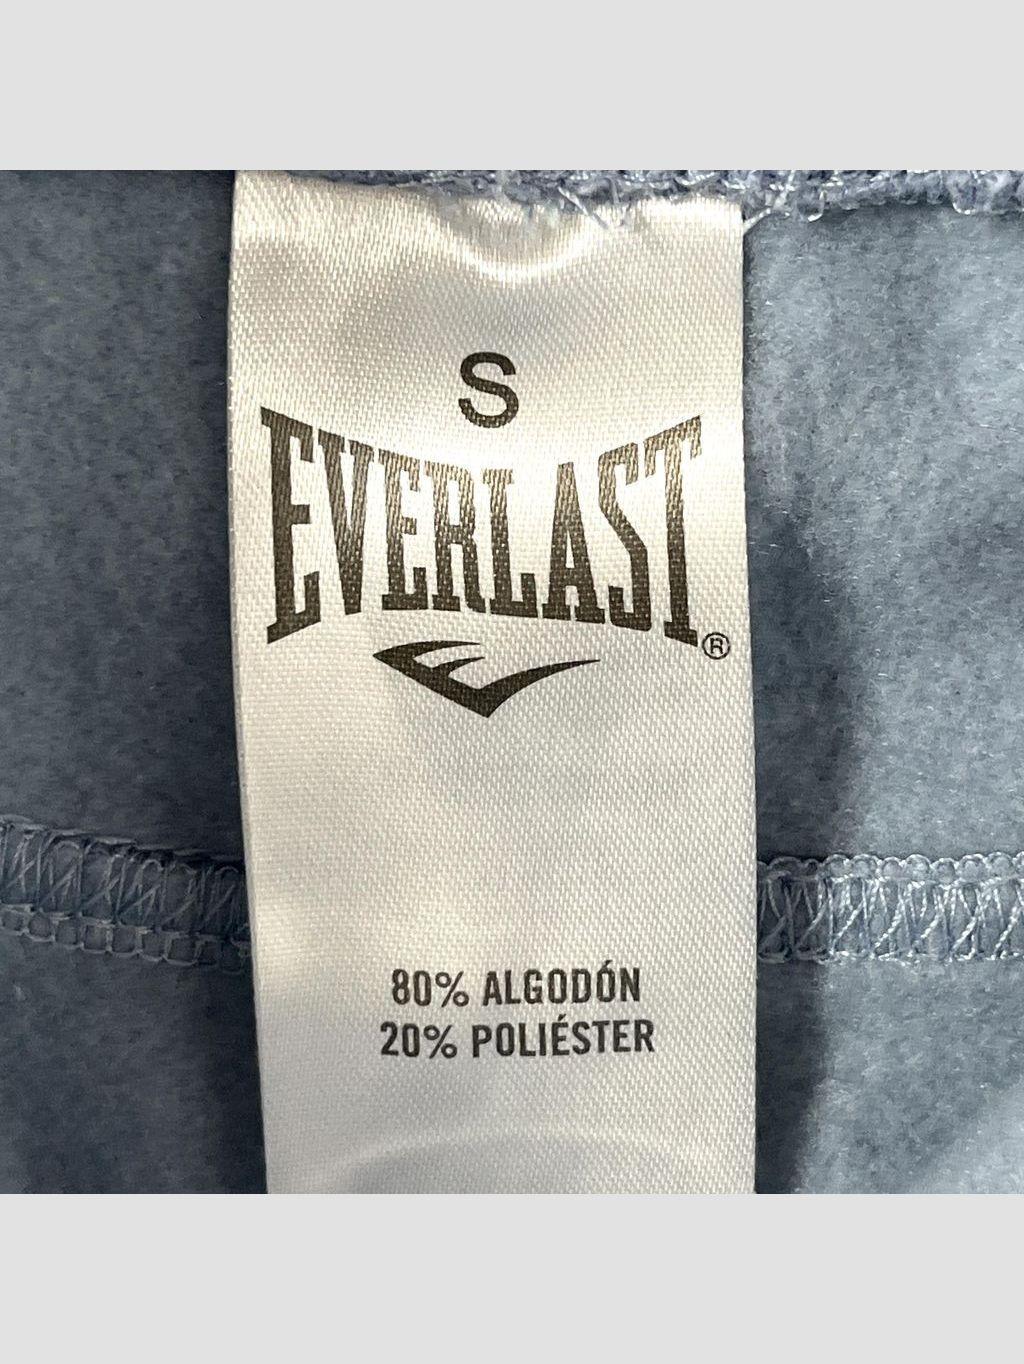 S
EVERLAST®
80% ALGODÓN
20% POLIÉSTER